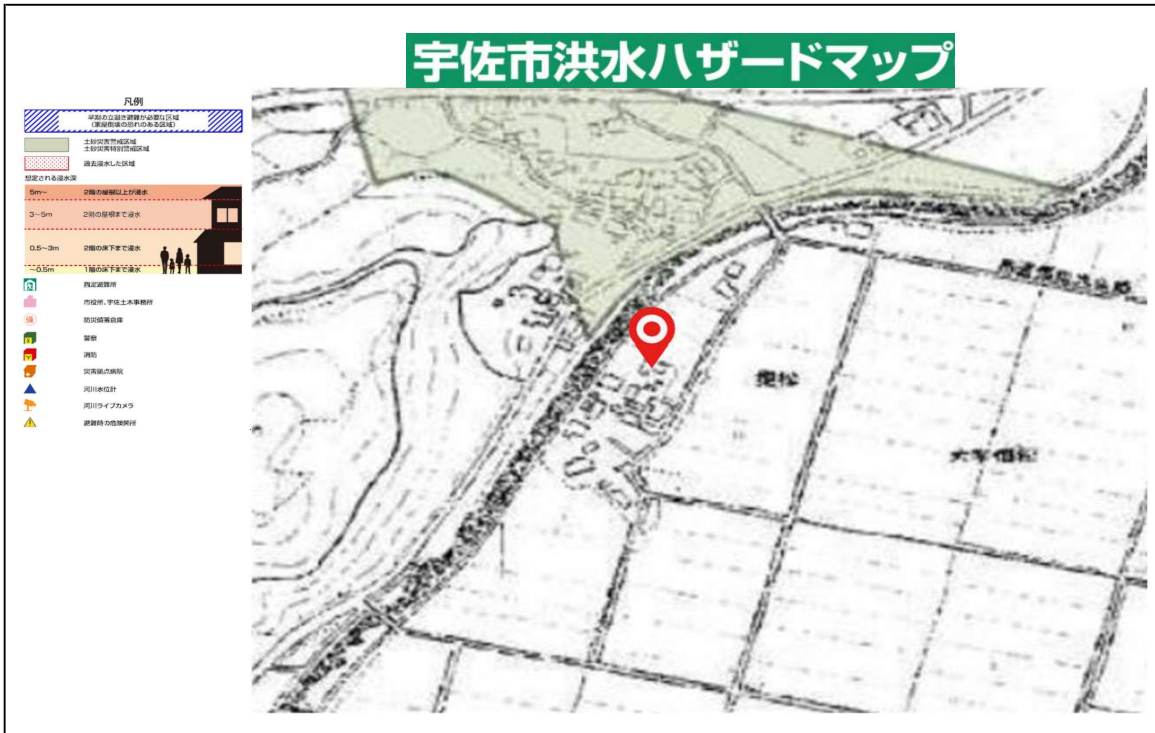 宇佐市洪水ハザードマップ
凡例
早期の立退き避難が必要な区域
(家屋倒壊の恐れのある区域)
土砂災害警戒区域
土砂災害特別警戒区域
過去浸水した区域
想定される浸水深
5m～ 2階の屋根以上が浸水
3～5m 2階の屋根まで浸水
0.5～3m 2階の床下まで浸水
～0.5m 1階の床下まで浸水
指定避難所
市役所、宇佐土木事務所
防災備蓄倉庫
警察
消防
災害拠点病院
河川水位計
河川ライブカメラ
避難時の危険箇所
大字恒松